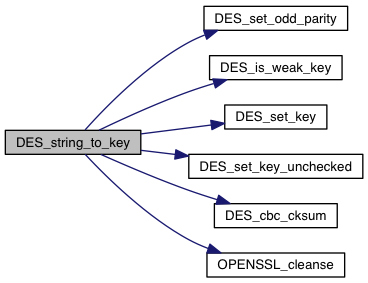 DES_set_odd_parity
DES_is_weak_key
DES_set_key
DES_string_to_key
DES_set_key_unchecked
DES_cbc_cksum
OPENSSL_cleanse